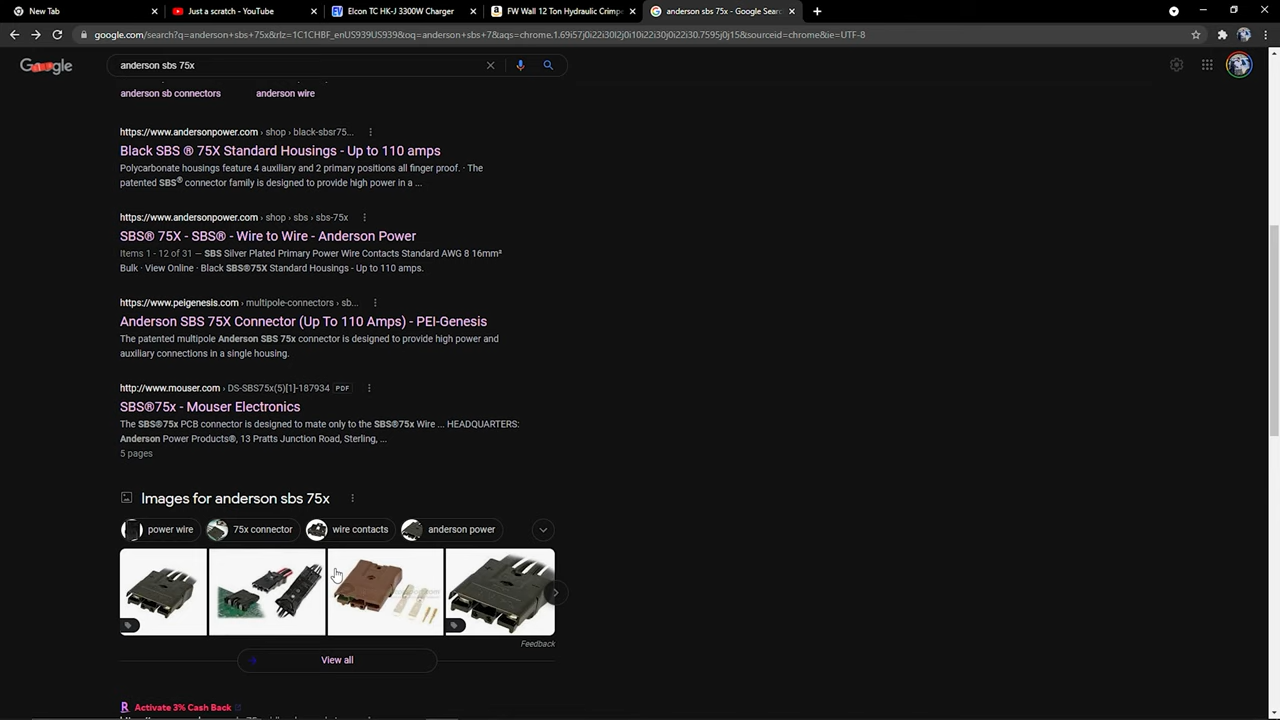 New Tab
Just a scratch - YouTube
Elcon TC HK-J 3300W Charger
FW Wall 12 Ton Hydraulic Crimpe
anderson sbs 75x - Google Searc
google.com/search?q=anderson+sbs+75x&rlz=1C1CHBF_enUS939US939&oq=anderson+sbs+7&aqs=chrome.1.69i57j0i22i30l2j0i10i22i30j0i22i30.7595j0j15&sourceid=chrome&ie=UTF-8
Google
anderson sbs 75x
anderson sb connectors
anderson wire
https://www.andersonpower.com › shop › black-sbsr75...
Black SBS ® 75X Standard Housings - Up to 110 amps
Polycarbonate housings feature 4 auxiliary and 2 primary positions all finger proof. · The
patented SBS® connector family is designed to provide high power in a ...
https://www.andersonpower.com › shop › sbs › sbs-75x
SBS® 75X - SBS® - Wire to Wire - Anderson Power
Items 1 - 12 of 31 — SBS Silver Plated Primary Power Wire Contacts Standard AWG 8 16mm²
Bulk · View Online · Black SBS®75X Standard Housings - Up to 110 amps.
https://www.peigenesis.com › multipole-connectors › sb...
Anderson SBS 75X Connector (Up To 110 Amps) - PEI-Genesis
The patented multipole Anderson SBS 75x connector is designed to provide high power and
auxiliary connections in a single housing.
http://www.mouser.com › DS-SBS75x(5)[1]-187934 PDF
SBS®75x - Mouser Electronics
The SBS®75x PCB connector is designed to mate only to the SBS®75x Wire ... HEADQUARTERS:
Anderson Power Products®, 13 Pratts Junction Road, Sterling, ...
5 pages
Images for anderson sbs 75x
power wire
75x connector
wire contacts
anderson power
Feedback
View all
R Activate 3% Cash Back